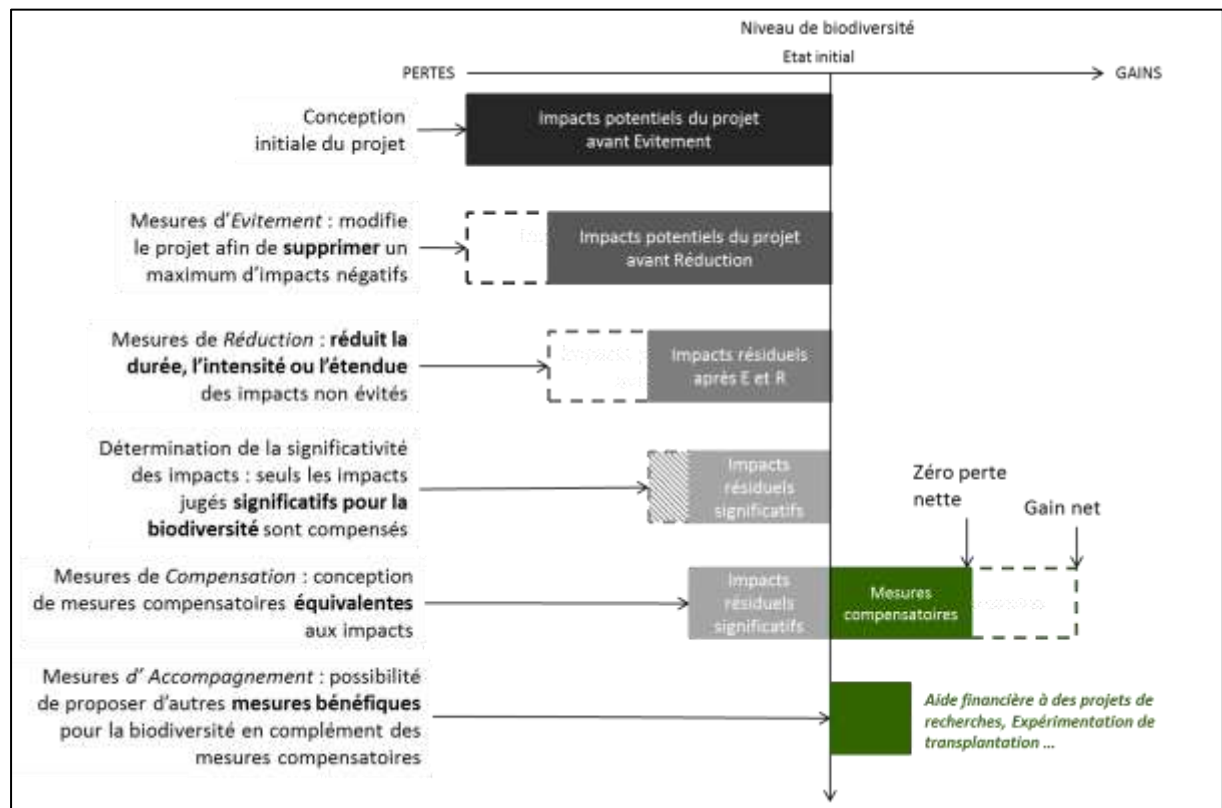 Niveau de biodiversité
Etat initial
PERTES
GAINS
Conception
initiale du projet
Impacts potentiels du projet
avant Evitement
Mesures d'Evitement : modifie
le projet afin de supprimer un
maximum d'impacts négatifs
Impacts potentiels du projet
avant Réduction
Mesures de Réduction : réduit la
durée, l'intensité ou l'étendue
des impacts non évités
Impacts résiduels
après E et R
Détermination de la significativité
des impacts : seuls les impacts
jugés significatifs pour la
biodiversité sont compensés
Impacts
résiduels
significatifs
Zéro perte
nette
Gain net
Mesures de Compensation : conception
de mesures compensatoires équivalentes
aux impacts
Impacts
résiduels
significatifs
Mesures
compensatoires
Mesures d' Accompagnement : possibilité
de proposer d'autres mesures bénéfiques
pour la biodiversité en complément des
mesures compensatoires
Aide financière à des projets de
recherches, Expérimentation de
transplantation ...